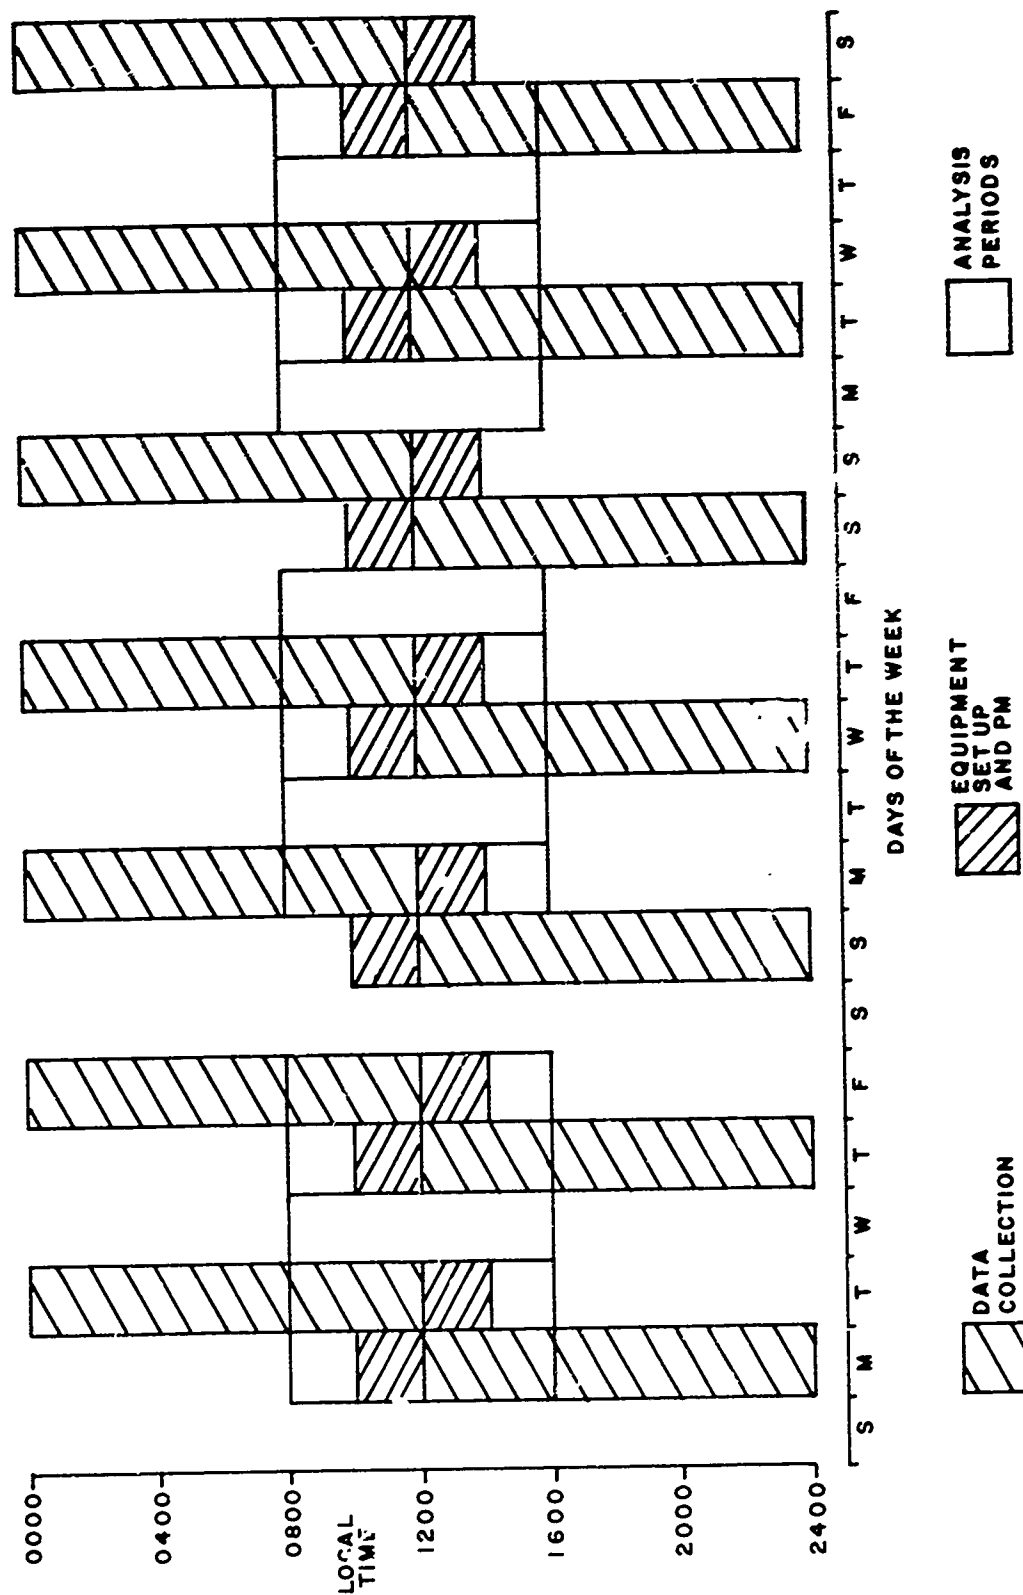 0000
0400
0800
LOCAL
TIME
1200
1600
2000
2400
S M T W T F S S M T W T F S S M T W T F S
DAYS OF THE WEEK
DATA
COLLECTION
EQUIPMENT
SET UP
AND PM
ANALYSIS
PERIODS